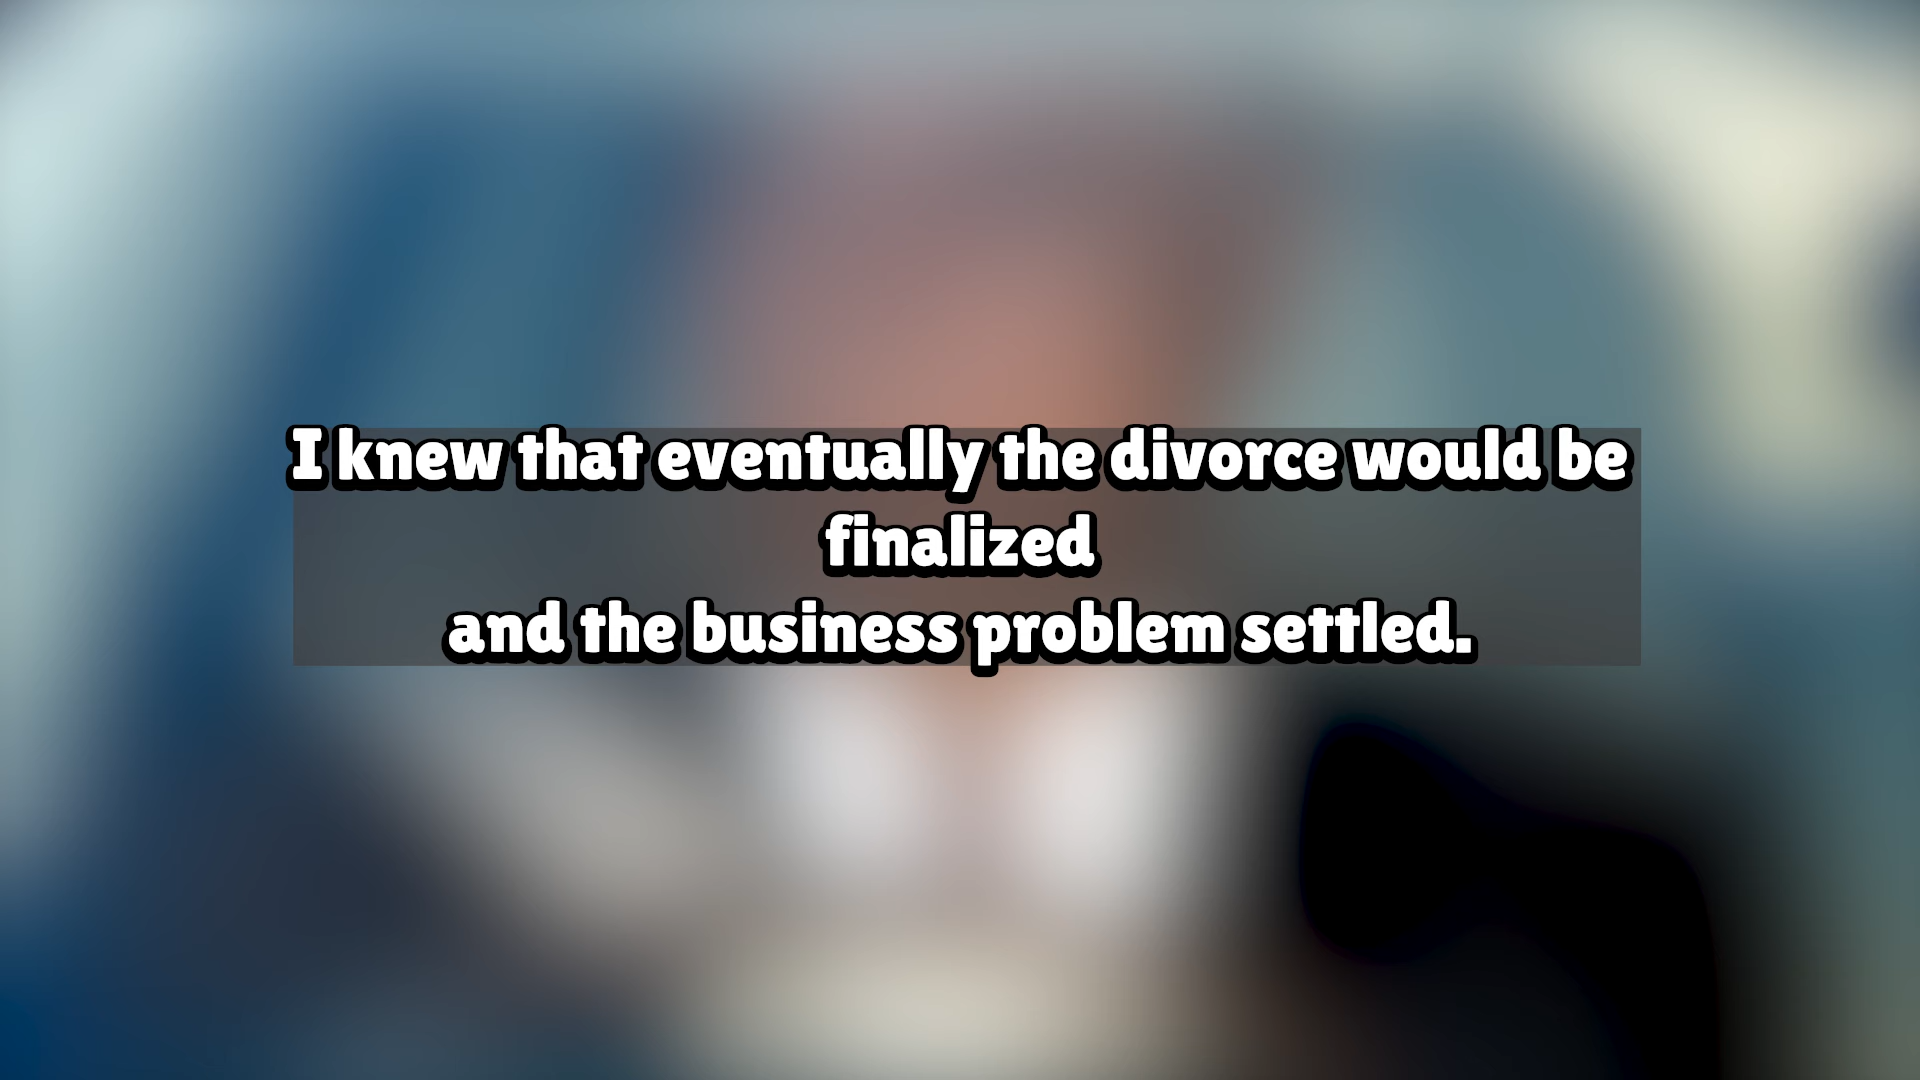 I knew that eventually the divorce would be
finalized
and the business problem settled.